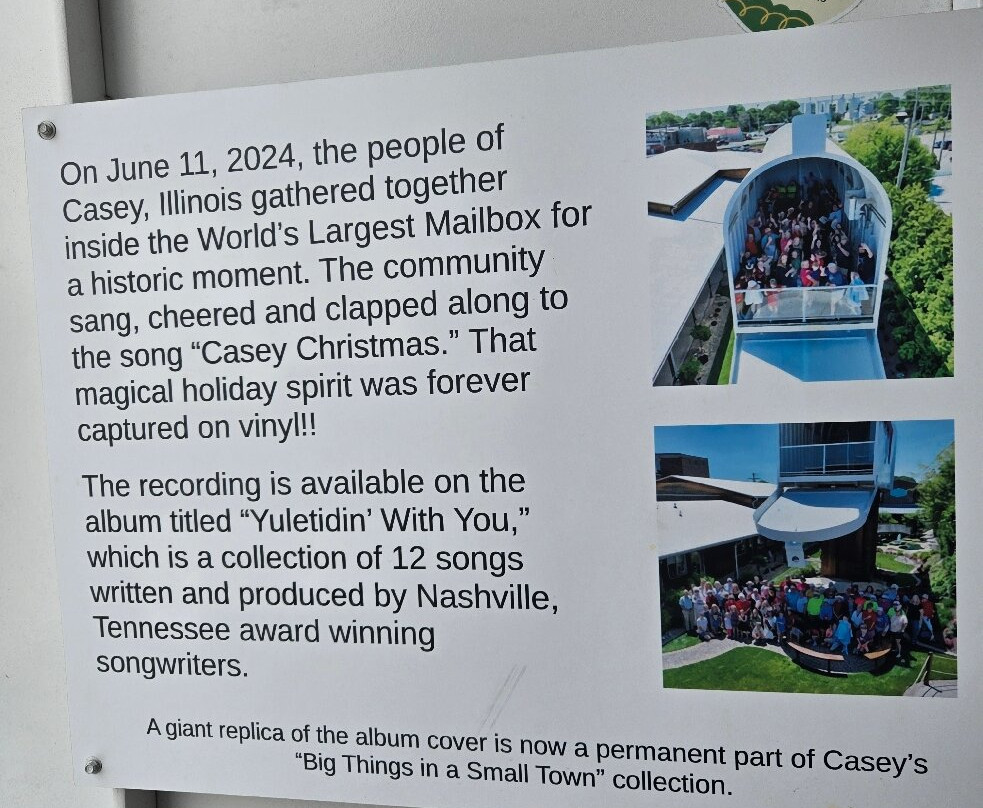 On June 11, 2024, the people of
Casey, Illinois gathered together
inside the World's Largest Mailbox for
a historic moment. The community
sang, cheered and clapped along to
the song “Casey Christmas.” That
magical holiday spirit was forever
captured on vinyl!!
The recording is available on the
album titled “Yuletidin’ With You,”
which is a collection of 12 songs
written and produced by Nashville,
Tennessee award winning
songwriters.
A giant replica of the album cover is now a permanent part of Casey’s
“Big Things in a Small Town” collection.